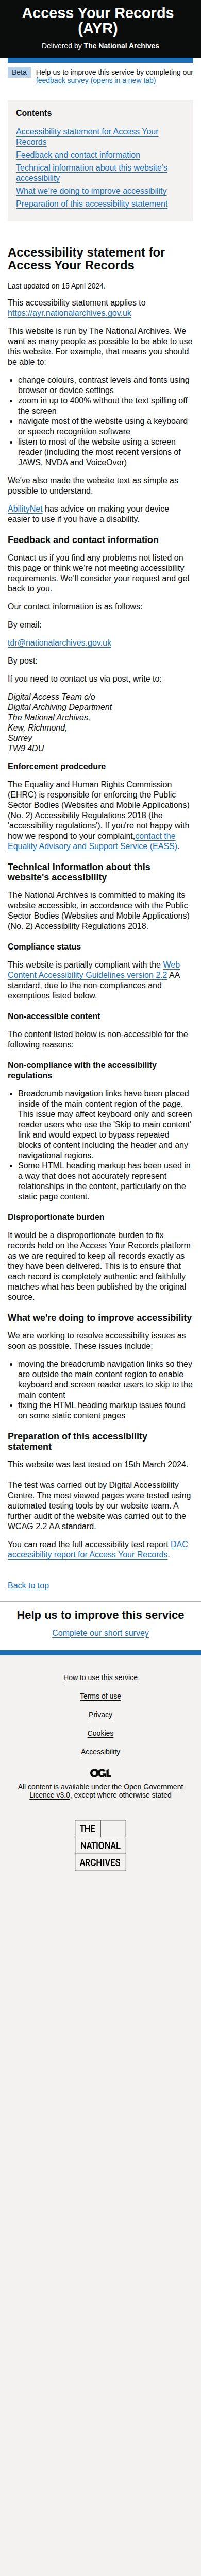 Access Your Records
(AYR)
Delivered by The National Archives
Beta
Help us to improve this service by completing our
feedback survey (opens in a new tab)
Contents
Accessibility statement for Access Your
Records
Feedback and contact information
Technical information about this website's
accessibility
What we're doing to improve accessibility
Preparation of this accessibility statement
Accessibility statement for
Access Your Records
Last updated on 15 April 2024.
This accessibility statement applies to
https://ayr.nationalarchives.gov.uk
This website is run by The National Archives. We
want as many people as possible to be able to use
this website. For example, that means you should
be able to:
• change colours, contrast levels and fonts using
browser or device settings
• zoom in up to 400% without the text spilling off
the screen
• navigate most of the website using a keyboard
or speech recognition software
• listen to most of the website using a screen
reader (including the most recent versions of
JAWS, NVDA and VoiceOver)
We've also made the website text as simple as
possible to understand.
AbilityNet has advice on making your device
easier to use if you have a disability.
Feedback and contact information
Contact us if you find any problems not listed on
this page or think we're not meeting accessibility
requirements. We'll consider your request and get
back to you.
Our contact information is as follows:
By email:
tdr@nationalarchives.gov.uk
By post:
If you need to contact us via post, write to:
Digital Access Team c/o
Digital Archiving Department
The National Archives,
Kew, Richmond,
Surrey
TW9 4DU
Enforcement prodcedure
The Equality and Human Rights Commission
(EHRC) is responsible for enforcing the Public
Sector Bodies (Websites and Mobile Applications)
(No. 2) Accessibility Regulations 2018 (the
'accessibility regulations'). If you're not happy with
how we respond to your complaint,contact the
Equality Advisory and Support Service (EASS).
Technical information about this
website's accessibility
The National Archives is committed to making its
website accessible, in accordance with the Public
Sector Bodies (Websites and Mobile Applications)
(No. 2) Accessibility Regulations 2018.
Compliance status
This website is partially compliant with the Web
Content Accessibility Guidelines version 2.2 AA
standard, due to the non-compliances and
exemptions listed below.
Non-accessible content
The content listed below is non-accessible for the
following reasons:
Non-compliance with the accessibility
regulations
• Breadcrumb navigation links have been placed
inside of the main content region of the page.
This issue may affect keyboard only and screen
reader users who use the 'Skip to main content'
link and would expect to bypass repeated
blocks of content including the header and any
navigational regions.
• Some HTML heading markup has been used in
a way that does not accurately represent
relationships in the content, particularly on the
static page content.
Disproportionate burden
It would be a disproportionate burden to fix
records held on the Access Your Records platform
as we are required to keep all records exactly as
they have been delivered. This is to ensure that
each record is completely authentic and faithfully
matches what has been published by the original
source.
What we're doing to improve accessibility
We are working to resolve accessibility issues as
soon as possible. These issues include:
• moving the breadcrumb navigation links so they
are outside the main content region to enable
keyboard and screen reader users to skip to the
main content
• fixing the HTML heading markup issues found
on some static content pages
Preparation of this accessibility
statement
This website was last tested on 15th March 2024.
The test was carried out by Digital Accessibility
Centre. The most viewed pages were tested using
automated testing tools by our website team. A
further audit of the website was carried out to the
WCAG 2.2 AA standard.
You can read the full accessibility test report DAC
accessibility report for Access Your Records.
Back to top
Help us to improve this service
Complete our short survey
How to use this service
Terms of use
Privacy
Cookies
Accessibility
OGL
All content is available under the Open Government
Licence v3.0, except where otherwise stated
THE
NATIONAL
ARCHIVES